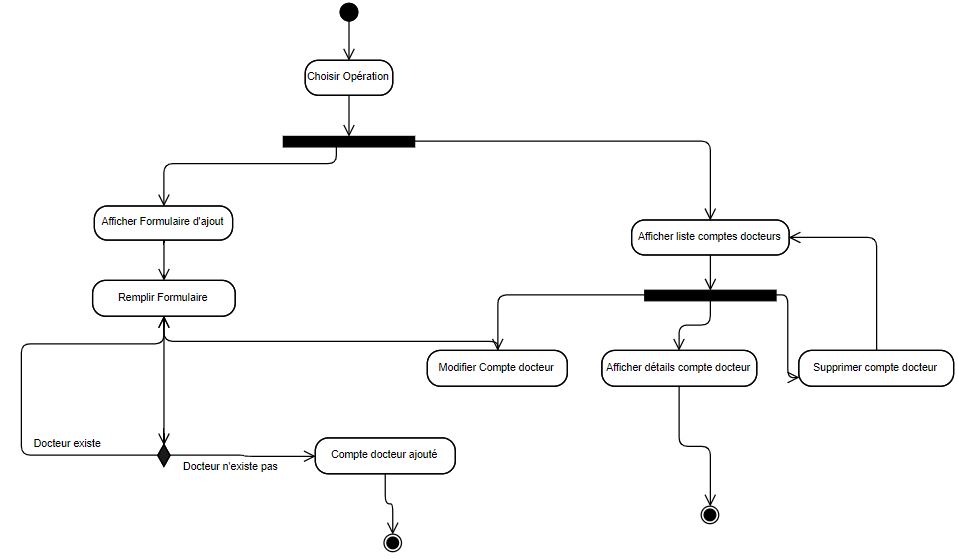 Choisir Opération
Afficher Formulaire d'ajout
Afficher liste comptes docteurs
Remplir Formulaire
Modifier Compte docteur
Afficher détails compte docteur
Supprimer compte docteur
Docteur existe
Docteur n'existe pas
Compte docteur ajouté